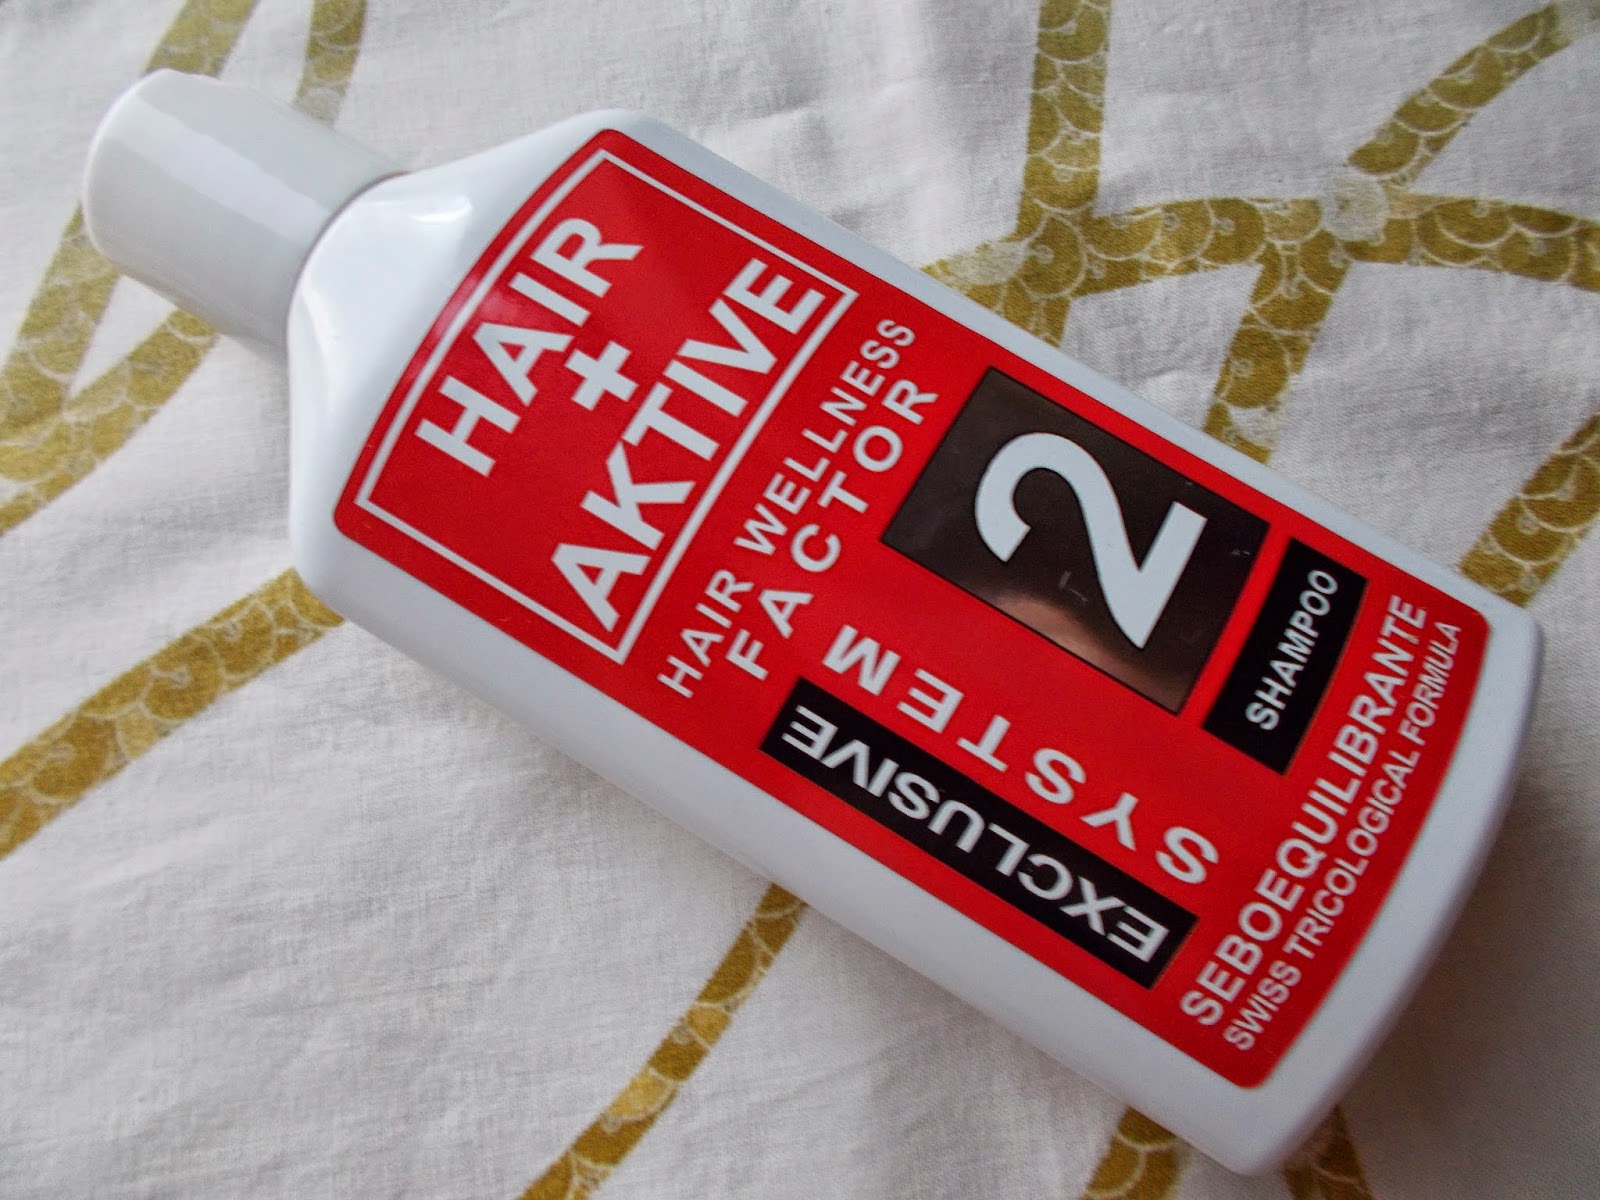 HAIR
+
AKTIVE
HAIR WELLNESS
FACTOR
EXCLUSIVE
SYSTEM
2
SHAMPOO
SEBOEQUILIBRANTE
SWISS TRICOLOGICAL FORMULA